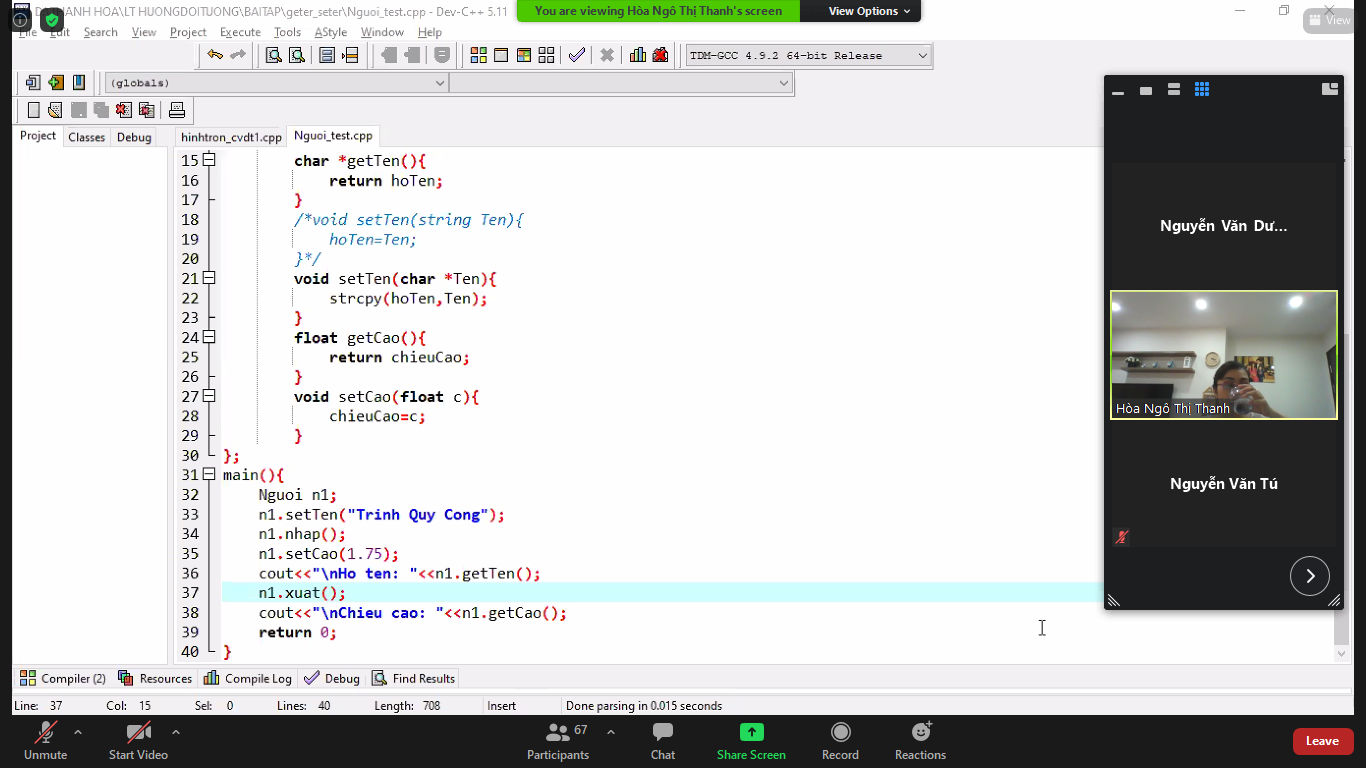 D:\ DANHANH HOA\LT HUONGDOITUONG\BAITAP\geter_seter\Nguoi_test.cpp - Dev-C++ 5.11
You are viewing Hòa Ngô Thị Thanh's screen
View Options
View
File Edit Search View Project Execute Tools AStyle Window Help
TDM-GCC 4.9.2 64-bit Release
(globals)
Project Classes Debug
hinhtron_cvdt1.cpp Nguoi_test.cpp
15 char *getTen(){
16 return hoTen;
17 }
18 /*void setTen(string Ten){
19 hoTen=Ten;
20 }*/
21 void setTen(char *Ten){
22 strcpy(hoTen,Ten);
23 }
24 float getCao(){
25 return chieuCao;
26 }
27 void setCao(float c){
28 chieuCao=c;
29 }
30 };
31 main(){
32 Nguoi n1;
33 n1.setTen("Trinh Quy Cong");
34 n1.nhap();
35 n1.setCao(1.75);
36 cout<<"\nHo ten: "<<n1.getTen();
37 n1.xuat();
38 cout<<"\nChieu cao: "<<n1.getCao();
39 return 0;
40 }
Nguyễn Văn Dư...
Hòa Ngô Thị Thanh
Nguyễn Văn Tú
Compiler (2) Resources Compile Log Debug Find Results
Line: 37 Col: 15 Sel: 0 Lines: 40 Length: 708 Insert Done parsing in 0.015 seconds
Unmute
Start Video
Participants 67
Chat
Share Screen
Record
Reactions
Leave